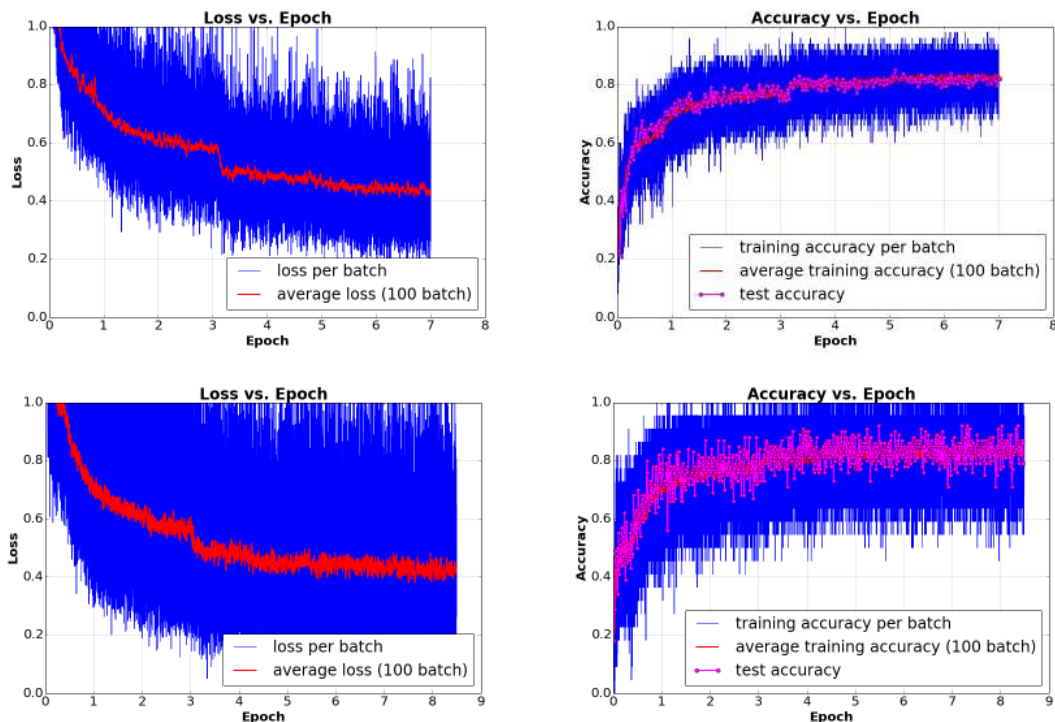 Loss vs. Epoch
1.0
0.8
0.6
0.4
0.2
0.0
Loss
loss per batch
average loss (100 batch)
0 1 2 3 4 5 6 7 8
Epoch
Accuracy vs. Epoch
1.0
0.8
0.6
0.4
0.2
0.0
Accuracy
training accuracy per batch
average training accuracy (100 batch)
test accuracy
0 1 2 3 4 5 6 7 8
Epoch
Loss vs. Epoch
1.0
0.8
0.6
0.4
0.2
0.0
Loss
loss per batch
average loss (100 batch)
0 1 2 3 4 5 6 7 8 9
Epoch
Accuracy vs. Epoch
1.0
0.8
0.6
0.4
0.2
0.0
Accuracy
training accuracy per batch
average training accuracy (100 batch)
test accuracy
0 1 2 3 4 5 6 7 8 9
Epoch